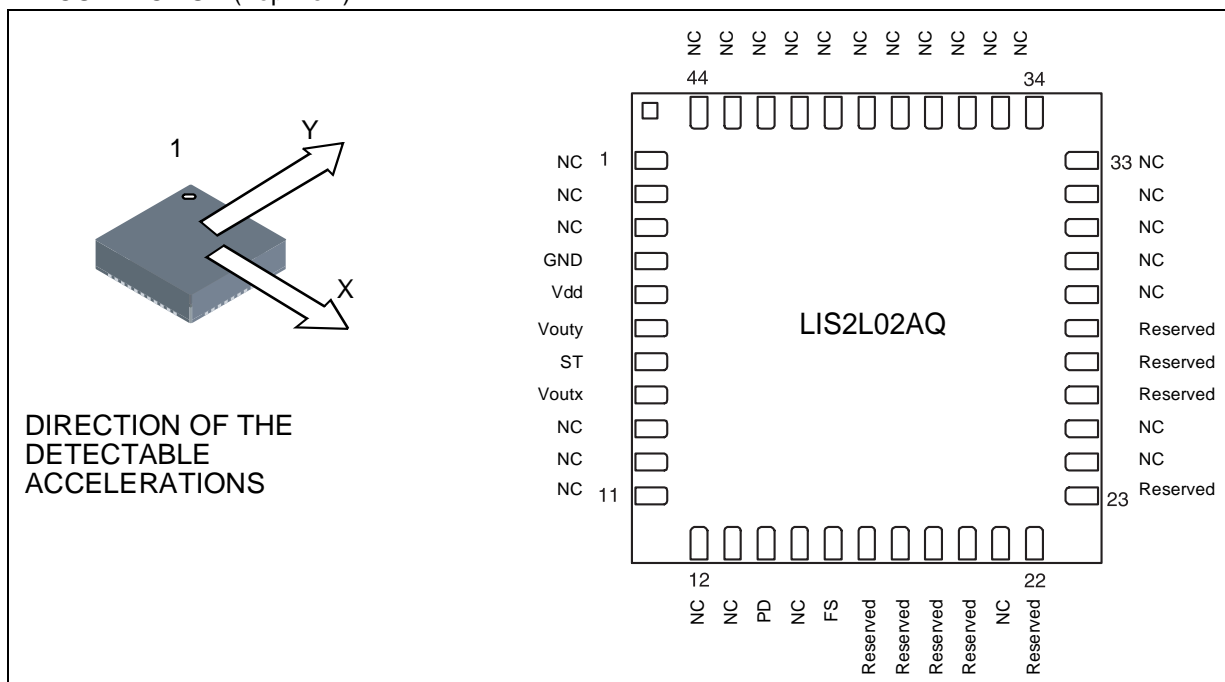 1
Y
X
DIRECTION OF THE
DETECTABLE
ACCELERATIONS
NC NC NC NC NC NC NC NC NC NC NC
44 34
NC 1
NC
NC
GND
Vdd
Vouty
ST
Voutx
NC
NC
NC 11
LIS2L02AQ
33 NC
NC
NC
NC
NC
Reserved
Reserved
Reserved
NC
NC
23 Reserved
12 22
NC NC PD NC FS Reserved Reserved Reserved Reserved NC Reserved